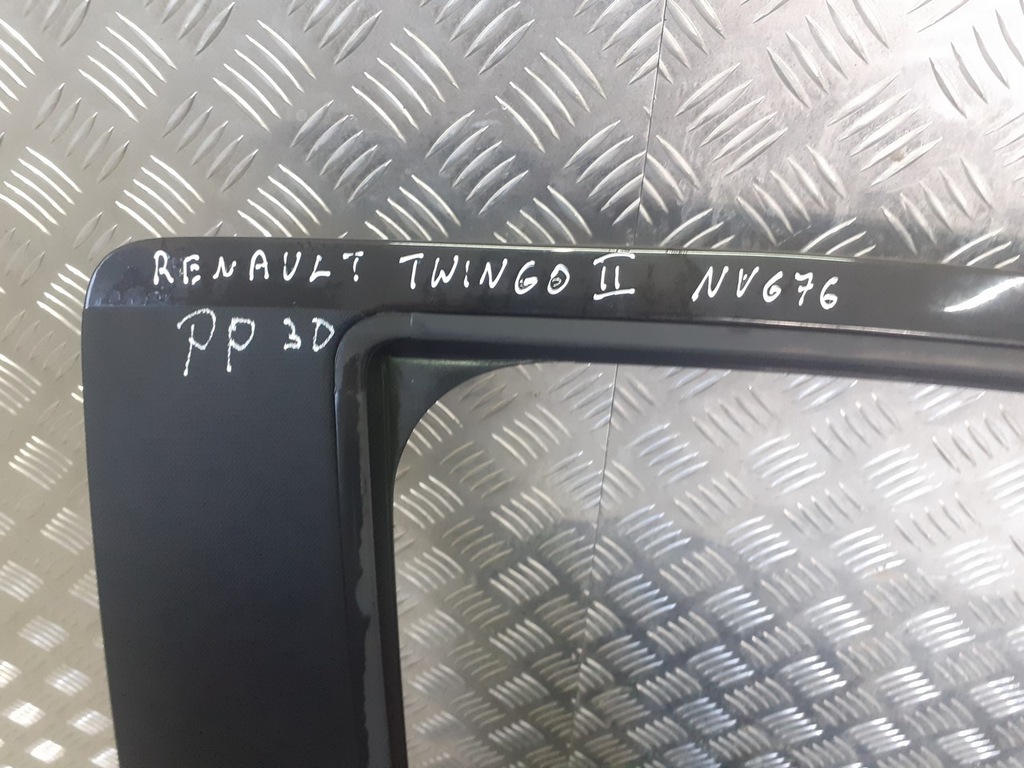 RENAULT TWINGO II NV676
PP 3D